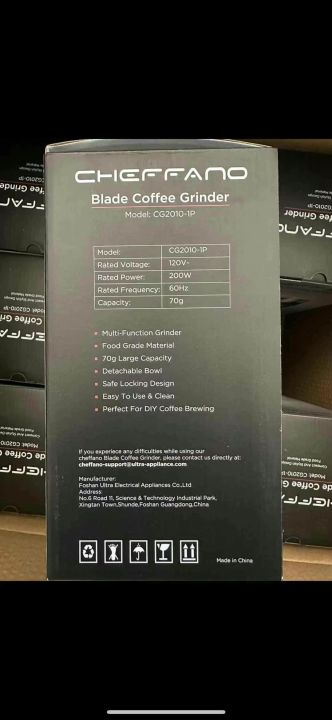 CHEFFANO
Blade Coffee Grinder
Model: CG2010-1P
Model: CG2010-1P
Rated Voltage: 120V~
Rated Power: 200W
Rated Frequency: 60Hz
Capacity: 70g
Multi-Function Grinder
Food Grade Material
70g Large Capacity
Detachable Bowl
Safe Locking Design
Easy To Use & Clean
Perfect For DIY Coffee Brewing
If you experiece any difficulties while using our
cheffano Blade Coffee Grinder, please contact us directly at:
cheffano-support@ultra-appliance.com
Manufacturer:
Foshan Ultra Electrical Appliances Co.,Ltd
Address:
No.6 Road 11, Science & Technology Industrial Park,
Xingtan Town,Shunde,Foshan Guangdong,China
Made in China